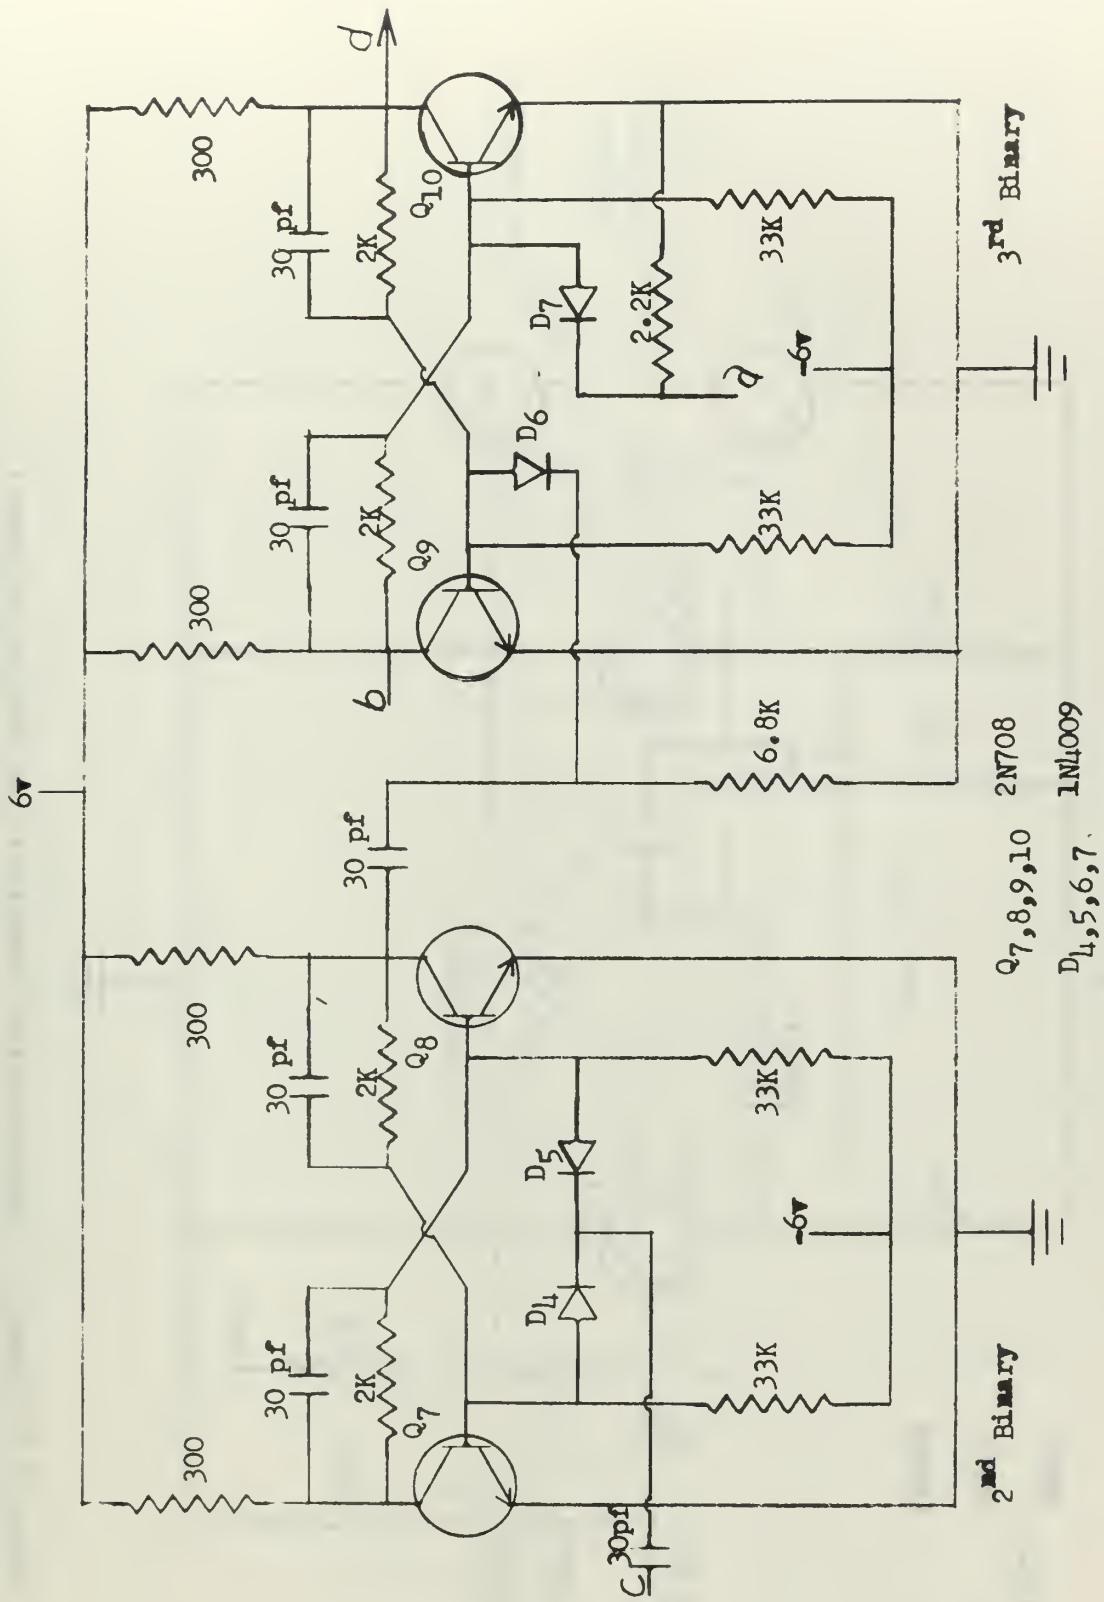 6v
300
300
300
300
30 pf
30 pf
30 pf
30 pf
2K
2K
30 pf
b
2K
2K
d
Q7
Q8
Q9
Q10
D4
D5
D6
D7
C
30pf
2.2K
d
33K
33K
6.8K
33K
33K
-6v
-6v
2nd Binary
3rd Binary
Q7,8,9,10 2N708
D4,5,6,7 1N4009